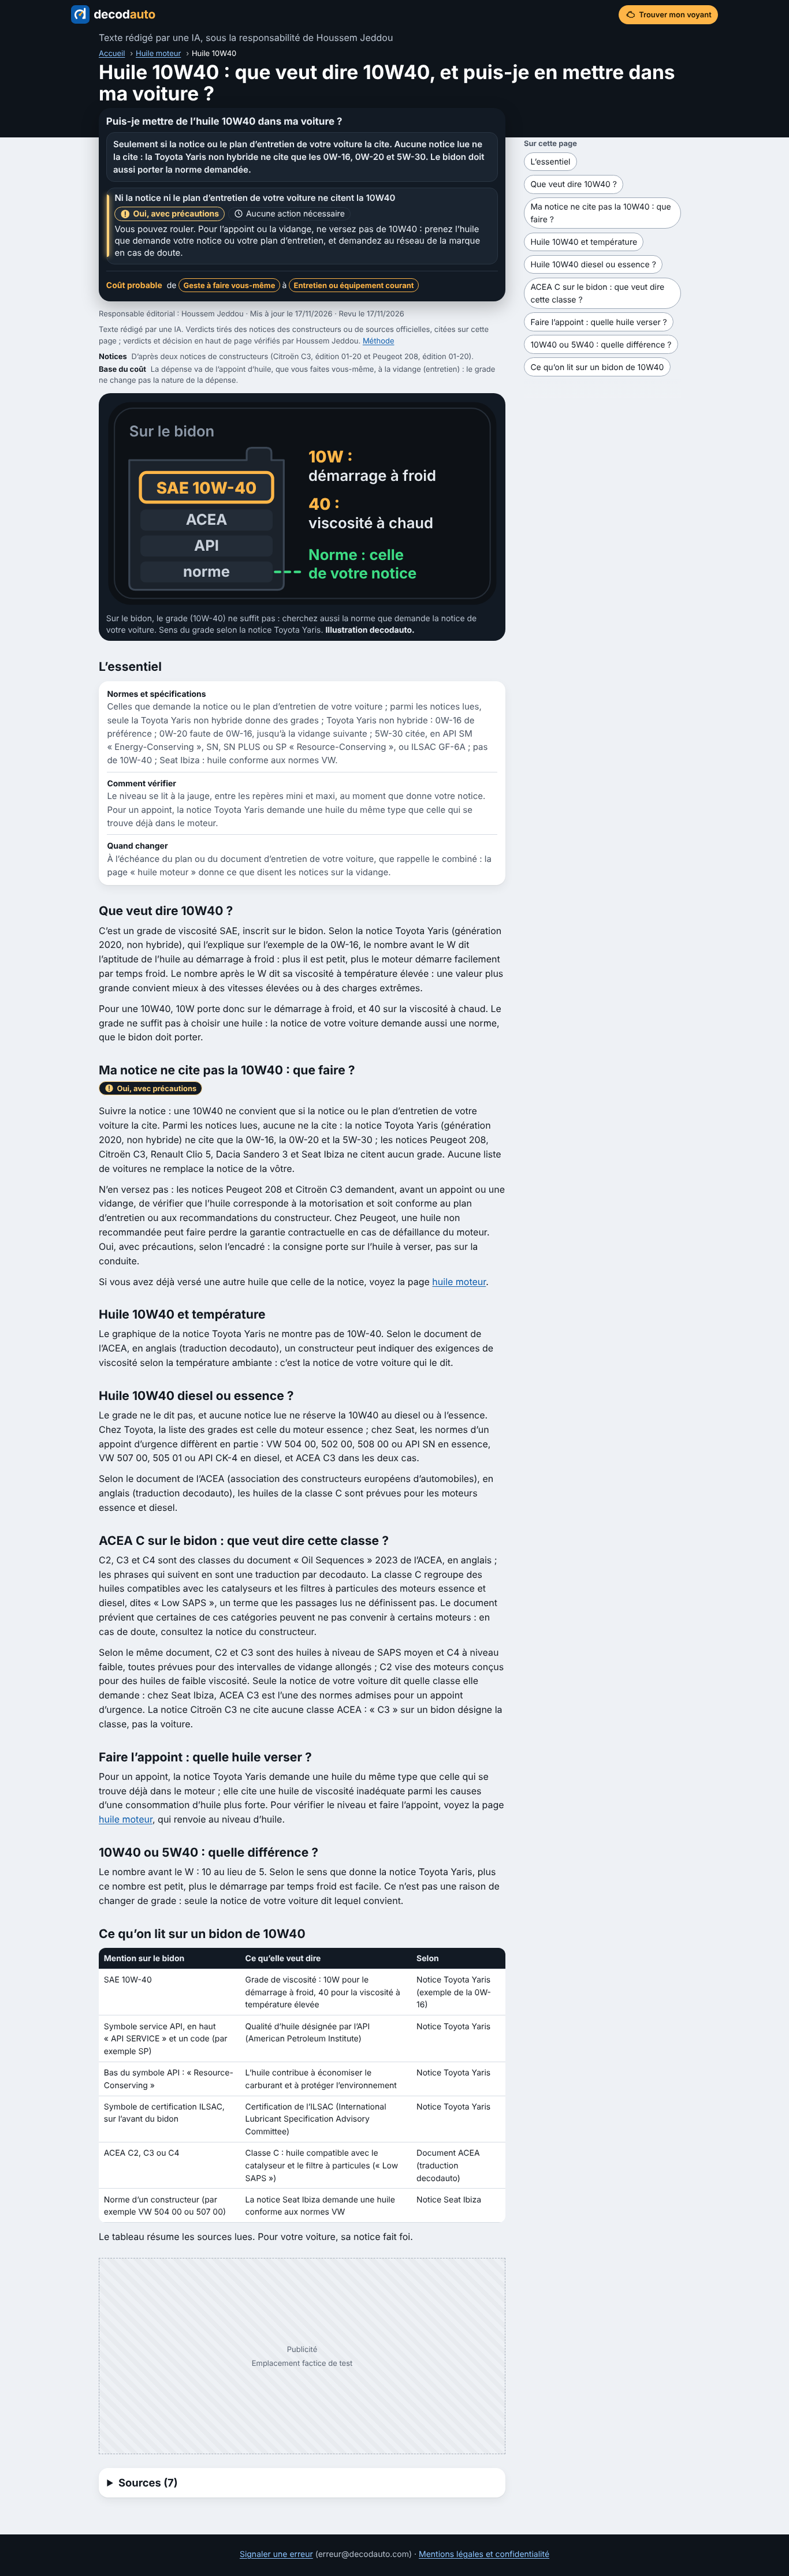 decodauto
Trouver mon voyant
Texte rédigé par une IA, sous la responsabilité de Houssem Jeddou
Accueil › Huile moteur › Huile 10W40
Huile 10W40 : que veut dire 10W40, et puis-je en mettre dans
ma voiture ?
Puis-je mettre de l’huile 10W40 dans ma voiture ?
Seulement si la notice ou le plan d’entretien de votre voiture la cite. Aucune notice lue ne
la cite : la Toyota Yaris non hybride ne cite que les 0W-16, 0W-20 et 5W-30. Le bidon doit
aussi porter la norme demandée.
Ni la notice ni le plan d’entretien de votre voiture ne citent la 10W40
Oui, avec précautions
Aucune action nécessaire
Vous pouvez rouler. Pour l’appoint ou la vidange, ne versez pas de 10W40 : prenez l’huile
que demande votre notice ou votre plan d’entretien, et demandez au réseau de la marque
en cas de doute.
Coût probable de Geste à faire vous-même à Entretien ou équipement courant
Responsable éditorial : Houssem Jeddou · Mis à jour le 17/11/2026 · Revu le 17/11/2026
Texte rédigé par une IA. Verdicts tirés des notices des constructeurs ou de sources officielles, citées sur cette
page ; verdicts et décision en haut de page vérifiés par Houssem Jeddou. Méthode
Notices D’après deux notices de constructeurs (Citroën C3, édition 01-20 et Peugeot 208, édition 01-20).
Base du coût La dépense va de l’appoint d’huile, que vous faites vous-même, à la vidange (entretien) : le grade
ne change pas la nature de la dépense.
Sur cette page
L’essentiel
Que veut dire 10W40 ?
Ma notice ne cite pas la 10W40 : que
faire ?
Huile 10W40 et température
Huile 10W40 diesel ou essence ?
ACEA C sur le bidon : que veut dire
cette classe ?
Faire l’appoint : quelle huile verser ?
10W40 ou 5W40 : quelle différence ?
Ce qu’on lit sur un bidon de 10W40
Sur le bidon
SAE 10W-40
ACEA
API
norme
10W :
démarrage à froid
40 :
viscosité à chaud
Norme : celle
de votre notice
Sur le bidon, le grade (10W-40) ne suffit pas : cherchez aussi la norme que demande la notice de
votre voiture. Sens du grade selon la notice Toyota Yaris. Illustration decodauto.
L’essentiel
Normes et spécifications
Celles que demande la notice ou le plan d’entretien de votre voiture ; parmi les notices lues,
seule la Toyota Yaris non hybride donne des grades ; Toyota Yaris non hybride : 0W-16 de
préférence ; 0W-20 faute de 0W-16, jusqu’à la vidange suivante ; 5W-30 citée, en API SM
« Energy-Conserving », SN, SN PLUS ou SP « Resource-Conserving », ou ILSAC GF-6A ; pas
de 10W-40 ; Seat Ibiza : huile conforme aux normes VW.
Comment vérifier
Le niveau se lit à la jauge, entre les repères mini et maxi, au moment que donne votre notice.
Pour un appoint, la notice Toyota Yaris demande une huile du même type que celle qui se
trouve déjà dans le moteur.
Quand changer
À l’échéance du plan ou du document d’entretien de votre voiture, que rappelle le combiné : la
page « huile moteur » donne ce que disent les notices sur la vidange.
Que veut dire 10W40 ?
C’est un grade de viscosité SAE, inscrit sur le bidon. Selon la notice Toyota Yaris (génération
2020, non hybride), qui l’explique sur l’exemple de la 0W-16, le nombre avant le W dit
l’aptitude de l’huile au démarrage à froid : plus il est petit, plus le moteur démarre facilement
par temps froid. Le nombre après le W dit sa viscosité à température élevée : une valeur plus
grande convient mieux à des vitesses élevées ou à des charges extrêmes.
Pour une 10W40, 10W porte donc sur le démarrage à froid, et 40 sur la viscosité à chaud. Le
grade ne suffit pas à choisir une huile : la notice de votre voiture demande aussi une norme,
que le bidon doit porter.
Ma notice ne cite pas la 10W40 : que faire ?
Oui, avec précautions
Suivre la notice : une 10W40 ne convient que si la notice ou le plan d’entretien de votre
voiture la cite. Parmi les notices lues, aucune ne la cite : la notice Toyota Yaris (génération
2020, non hybride) ne cite que la 0W-16, la 0W-20 et la 5W-30 ; les notices Peugeot 208,
Citroën C3, Renault Clio 5, Dacia Sandero 3 et Seat Ibiza ne citent aucun grade. Aucune liste
de voitures ne remplace la notice de la vôtre.
N’en versez pas : les notices Peugeot 208 et Citroën C3 demandent, avant un appoint ou une
vidange, de vérifier que l’huile corresponde à la motorisation et soit conforme au plan
d’entretien ou aux recommandations du constructeur. Chez Peugeot, une huile non
recommandée peut faire perdre la garantie contractuelle en cas de défaillance du moteur.
Oui, avec précautions, selon l’encadré : la consigne porte sur l’huile à verser, pas sur la
conduite.
Si vous avez déjà versé une autre huile que celle de la notice, voyez la page huile moteur.
Huile 10W40 et température
Le graphique de la notice Toyota Yaris ne montre pas de 10W-40. Selon le document de
l’ACEA, en anglais (traduction decodauto), un constructeur peut indiquer des exigences de
viscosité selon la température ambiante : c’est la notice de votre voiture qui le dit.
Huile 10W40 diesel ou essence ?
Le grade ne le dit pas, et aucune notice lue ne réserve la 10W40 au diesel ou à l’essence.
Chez Toyota, la liste des grades est celle du moteur essence ; chez Seat, les normes d’un
appoint d’urgence diffèrent en partie : VW 504 00, 502 00, 508 00 ou API SN en essence,
VW 507 00, 505 01 ou API CK-4 en diesel, et ACEA C3 dans les deux cas.
Selon le document de l’ACEA (association des constructeurs européens d’automobiles), en
anglais (traduction decodauto), les huiles de la classe C sont prévues pour les moteurs
essence et diesel.
ACEA C sur le bidon : que veut dire cette classe ?
C2, C3 et C4 sont des classes du document « Oil Sequences » 2023 de l’ACEA, en anglais ;
les phrases qui suivent en sont une traduction par decodauto. La classe C regroupe des
huiles compatibles avec les catalyseurs et les filtres à particules des moteurs essence et
diesel, dites « Low SAPS », un terme que les passages lus ne définissent pas. Le document
prévient que certaines de ces catégories peuvent ne pas convenir à certains moteurs : en
cas de doute, consultez la notice du constructeur.
Selon le même document, C2 et C3 sont des huiles à niveau de SAPS moyen et C4 à niveau
faible, toutes prévues pour des intervalles de vidange allongés ; C2 vise des moteurs conçus
pour des huiles de faible viscosité. Seule la notice de votre voiture dit quelle classe elle
demande : chez Seat Ibiza, ACEA C3 est l’une des normes admises pour un appoint
d’urgence. La notice Citroën C3 ne cite aucune classe ACEA : « C3 » sur un bidon désigne la
classe, pas la voiture.
Faire l’appoint : quelle huile verser ?
Pour un appoint, la notice Toyota Yaris demande une huile du même type que celle qui se
trouve déjà dans le moteur ; elle cite une huile de viscosité inadéquate parmi les causes
d’une consommation d’huile plus forte. Pour vérifier le niveau et faire l’appoint, voyez la page
huile moteur, qui renvoie au niveau d’huile.
10W40 ou 5W40 : quelle différence ?
Le nombre avant le W : 10 au lieu de 5. Selon le sens que donne la notice Toyota Yaris, plus
ce nombre est petit, plus le démarrage par temps froid est facile. Ce n’est pas une raison de
changer de grade : seule la notice de votre voiture dit lequel convient.
Ce qu’on lit sur un bidon de 10W40
Mention sur le bidon Ce qu’elle veut dire Selon
SAE 10W-40 Grade de viscosité : 10W pour le Notice Toyota Yaris
démarrage à froid, 40 pour la viscosité à (exemple de la 0W-
température élevée 16)
Symbole service API, en haut Qualité d’huile désignée par l’API Notice Toyota Yaris
« API SERVICE » et un code (par (American Petroleum Institute)
exemple SP)
Bas du symbole API : « Resource- L’huile contribue à économiser le Notice Toyota Yaris
Conserving » carburant et à protéger l’environnement
Symbole de certification ILSAC, Certification de l’ILSAC (International Notice Toyota Yaris
sur l’avant du bidon Lubricant Specification Advisory
Committee)
ACEA C2, C3 ou C4 Classe C : huile compatible avec le Document ACEA
catalyseur et le filtre à particules (« Low (traduction
SAPS ») decodauto)
Norme d’un constructeur (par La notice Seat Ibiza demande une huile Notice Seat Ibiza
exemple VW 504 00 ou 507 00) conforme aux normes VW
Le tableau résume les sources lues. Pour votre voiture, sa notice fait foi.
Publicité
Emplacement factice de test
Sources (7)
Signaler une erreur (erreur@decodauto.com) · Mentions légales et confidentialité